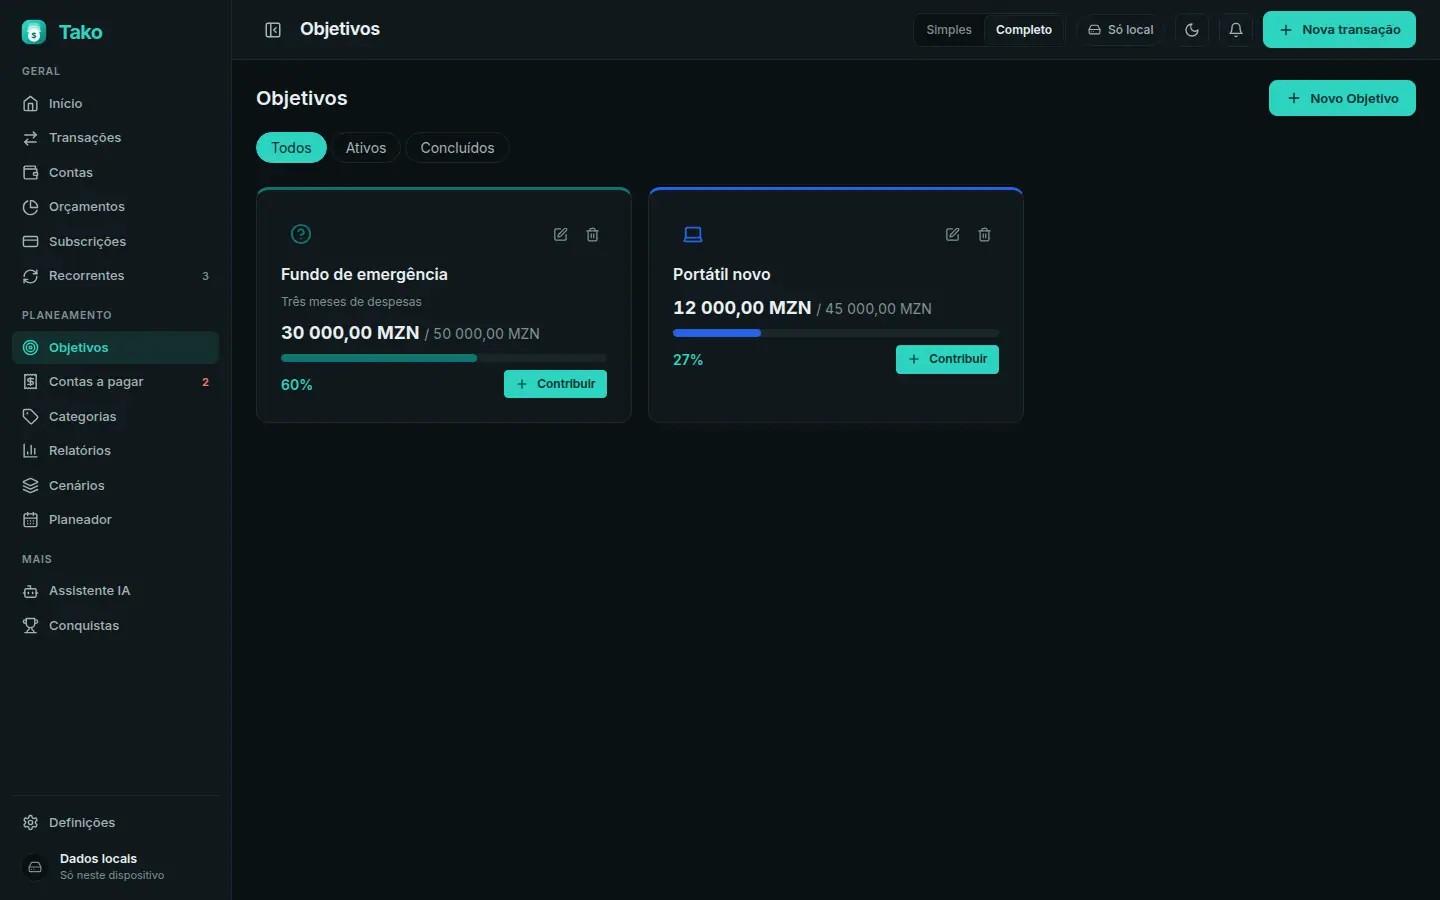 Tako
GERAL
Início
Transações
Contas
Orçamentos
Subscrições
Recorrentes 3
PLANEAMENTO
Objetivos
Contas a pagar 2
Categorias
Relatórios
Cenários
Planeador
MAIS
Assistente IA
Conquistas
Definições
Dados locais
Só neste dispositivo
Objetivos
Simples Completo
Só local
Nova transação
Objetivos
Novo Objetivo
Todos Ativos Concluídos
Fundo de emergência
Três meses de despesas
30 000,00 MZN / 50 000,00 MZN
60%
Contribuir
Portátil novo
12 000,00 MZN / 45 000,00 MZN
27%
Contribuir